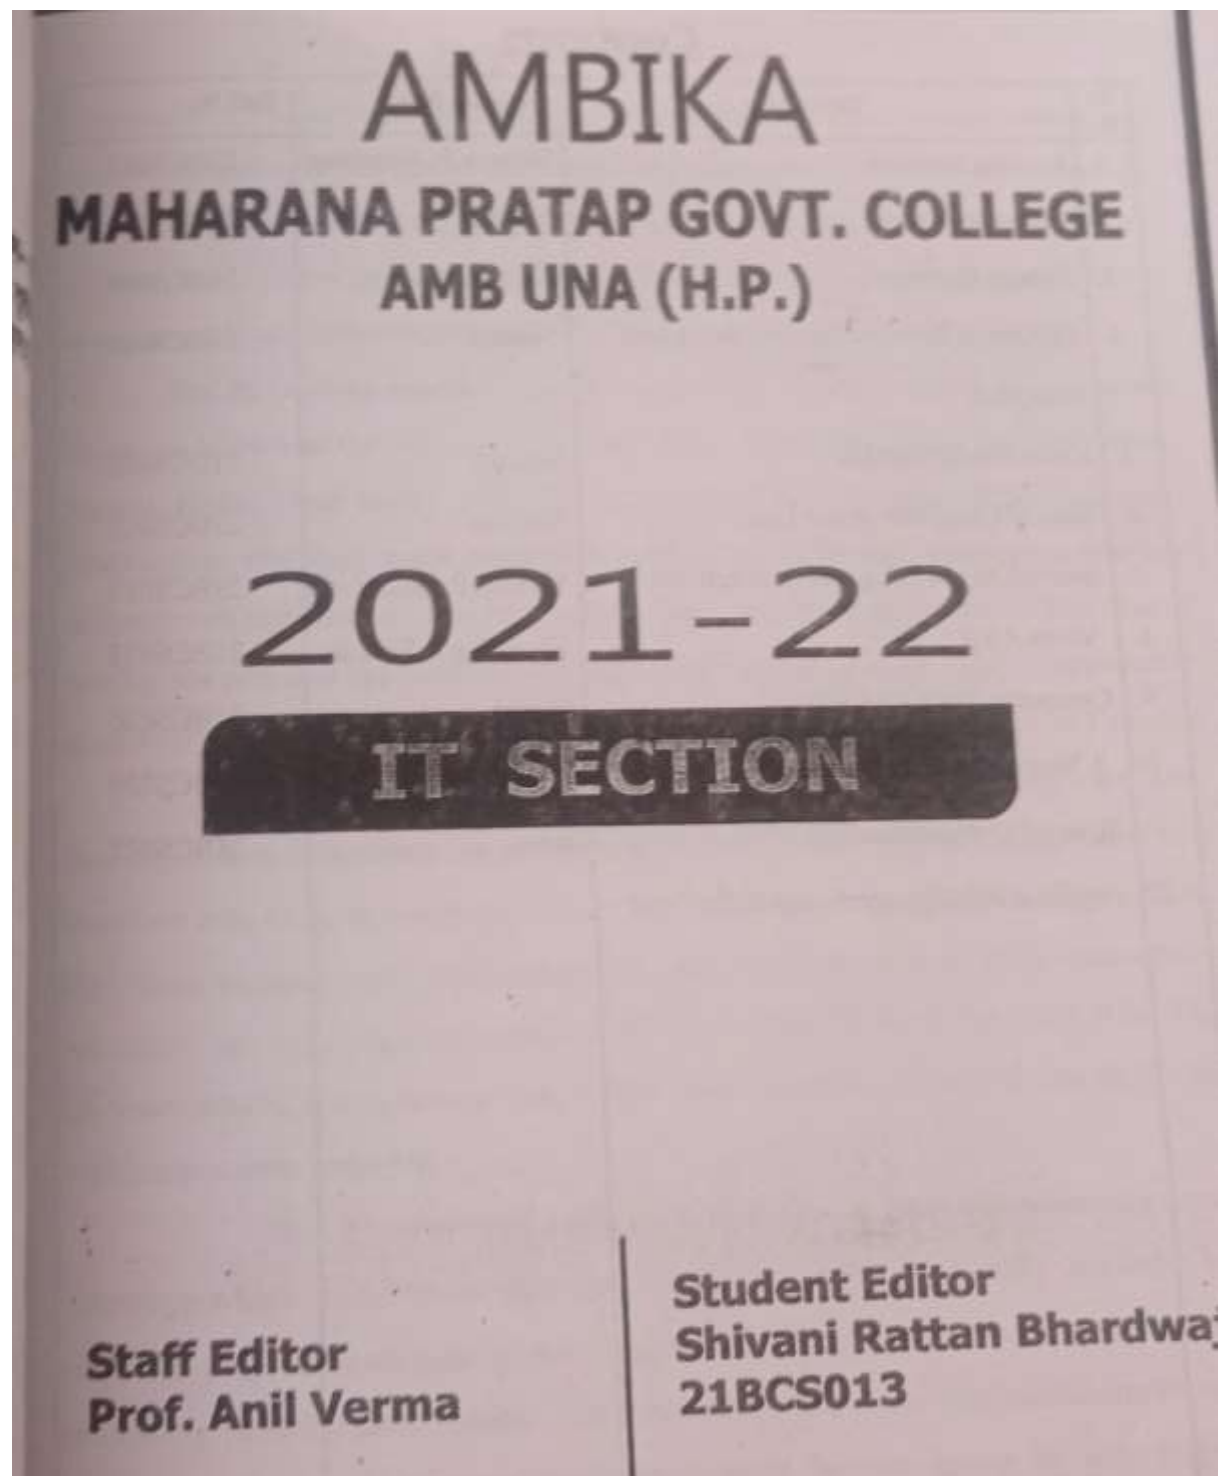 AMBIKA
MAHARANA PRATAP GOVT. COLLEGE
AMB UNA (H.P.)
2021-22
IT SECTION
Staff Editor
Prof. Anil Verma
Student Editor
Shivani Rattan Bhardwaj
21BCS013